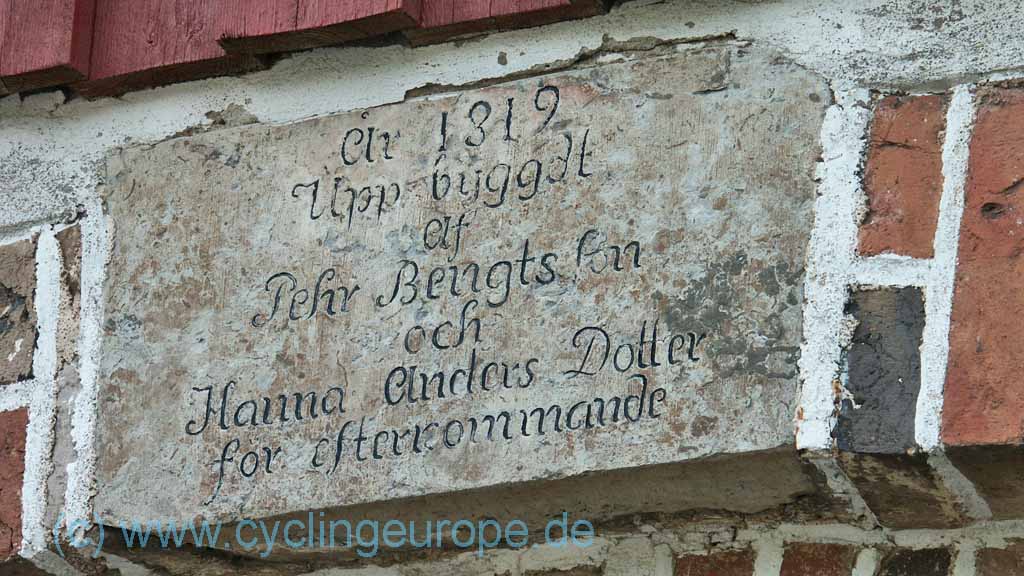 År 1819
Upp byggdt
af
Pehr Bengts son
och
Hanna Anders Dotter
för efterkommande
(c) www.cyclingeurope.de